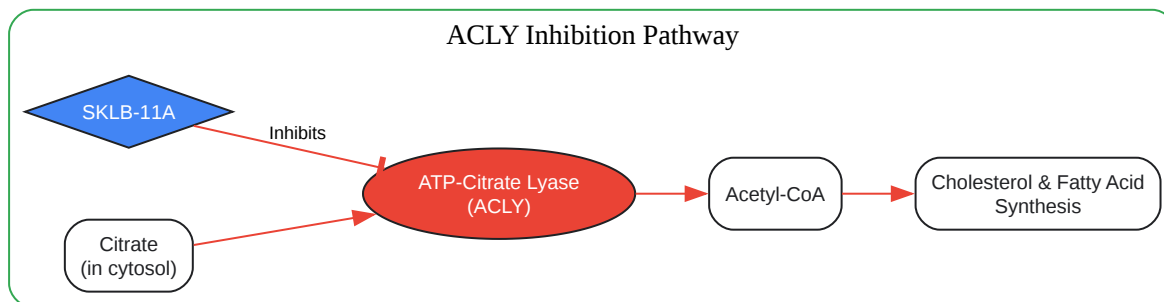 ACLY Inhibition Pathway
SKLB-11A
Inhibits
ATP-Citrate Lyase
(ACLY)
Acetyl-CoA
Cholesterol & Fatty Acid
Synthesis
Citrate
(in cytosol)